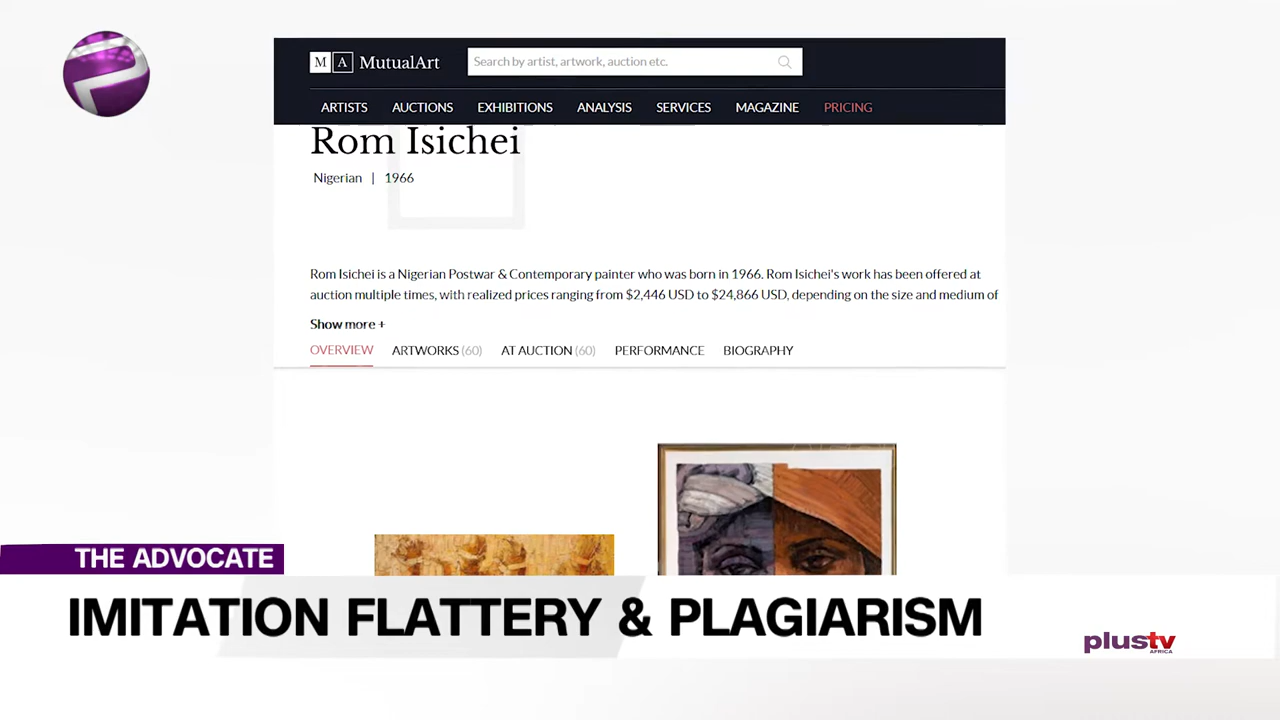 M A MutualArt
Search by artist, artwork, auction etc.
ARTISTS AUCTIONS EXHIBITIONS ANALYSIS SERVICES MAGAZINE PRICING
Rom Isichei
Nigerian | 1966
Rom Isichei is a Nigerian Postwar & Contemporary painter who was born in 1966. Rom Isichei's work has been offered at
auction multiple times, with realized prices ranging from $2,446 USD to $24,866 USD, depending on the size and medium of
Show more +
OVERVIEW ARTWORKS (60) AT AUCTION (60) PERFORMANCE BIOGRAPHY
THE ADVOCATE
IMITATION FLATTERY & PLAGIARISM
plustv
AFRICA